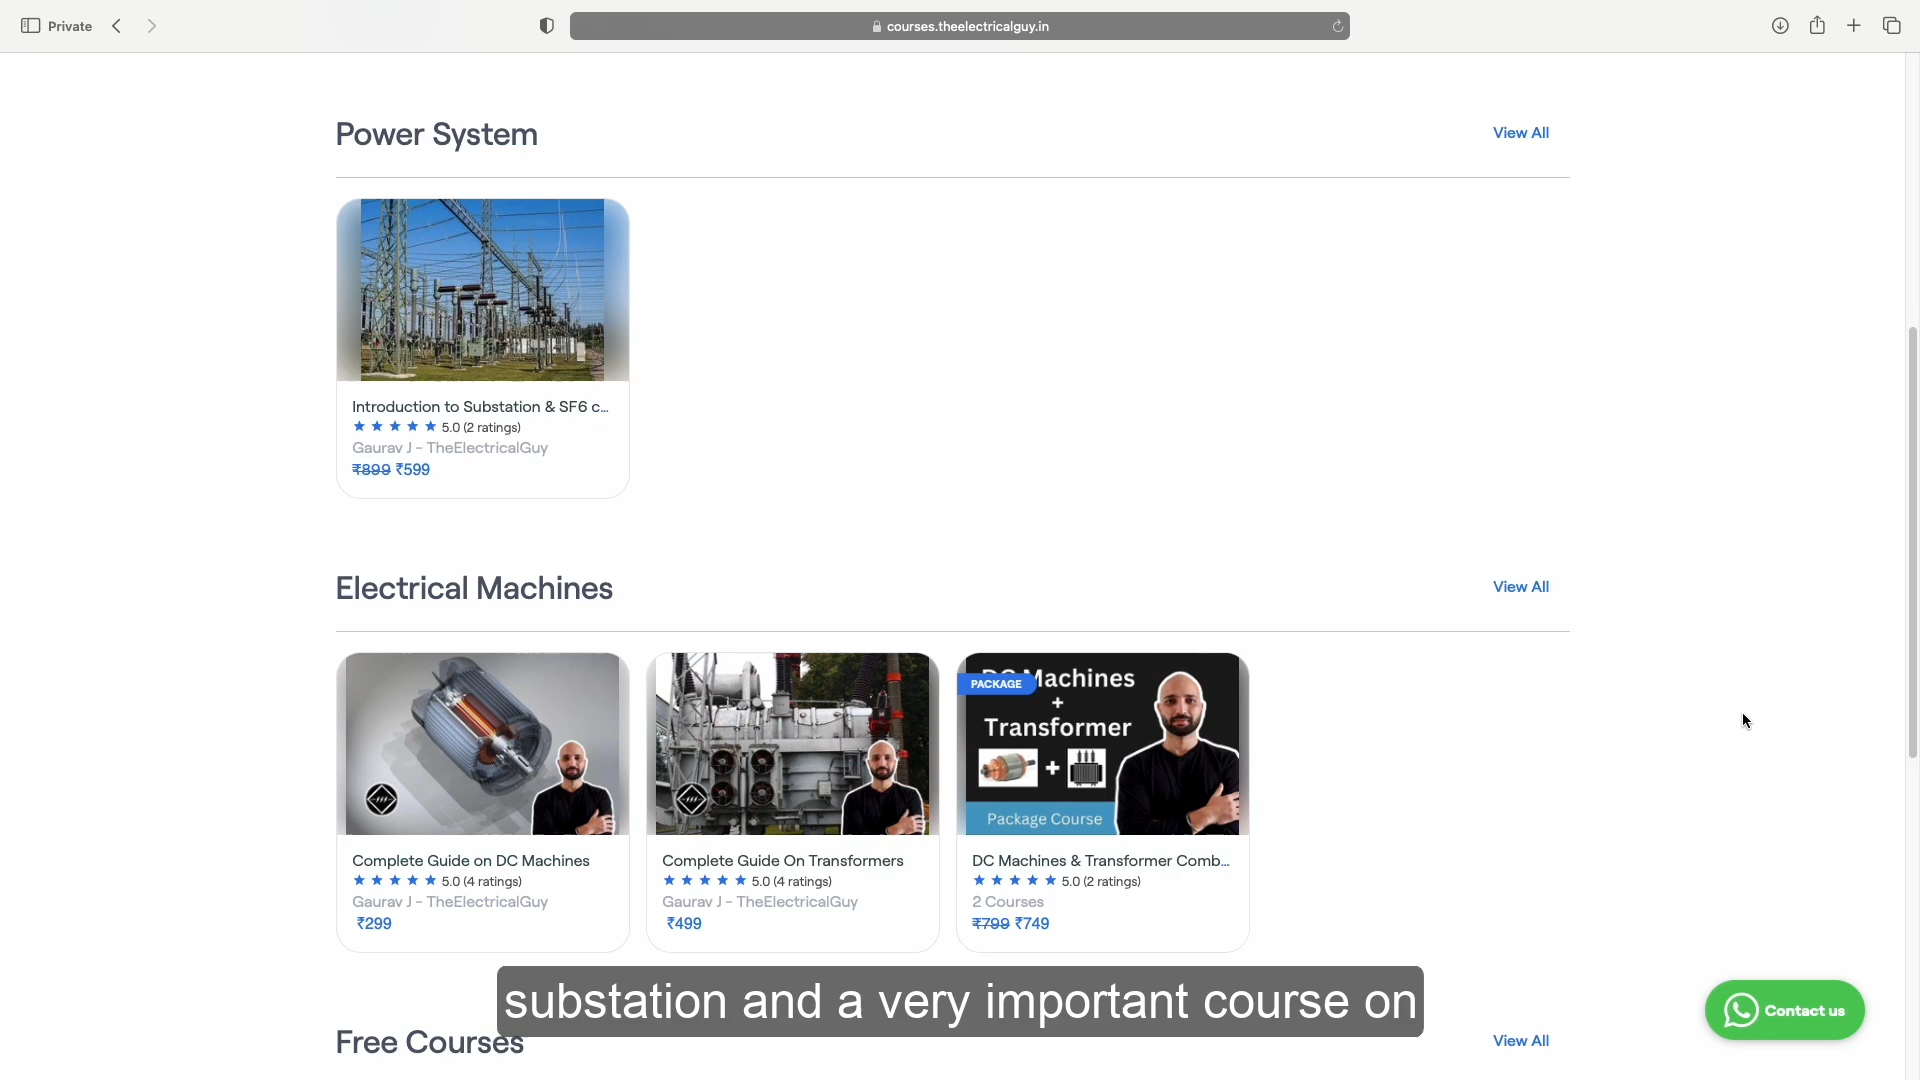 Private
courses.theelectricalguy.in
Power System
View All
Introduction to Substation & SF6 c...
5.0 (2 ratings)
Gaurav J - TheElectricalGuy
₹899 ₹599
Electrical Machines
View All
PACKAGE
DC Machines
+
Transformer
+
Package Course
Complete Guide on DC Machines
5.0 (4 ratings)
Gaurav J - TheElectricalGuy
₹299
Complete Guide On Transformers
5.0 (4 ratings)
Gaurav J - TheElectricalGuy
₹499
DC Machines & Transformer Comb...
5.0 (2 ratings)
2 Courses
₹799 ₹749
substation and a very important course on
Free Courses
View All
Contact us